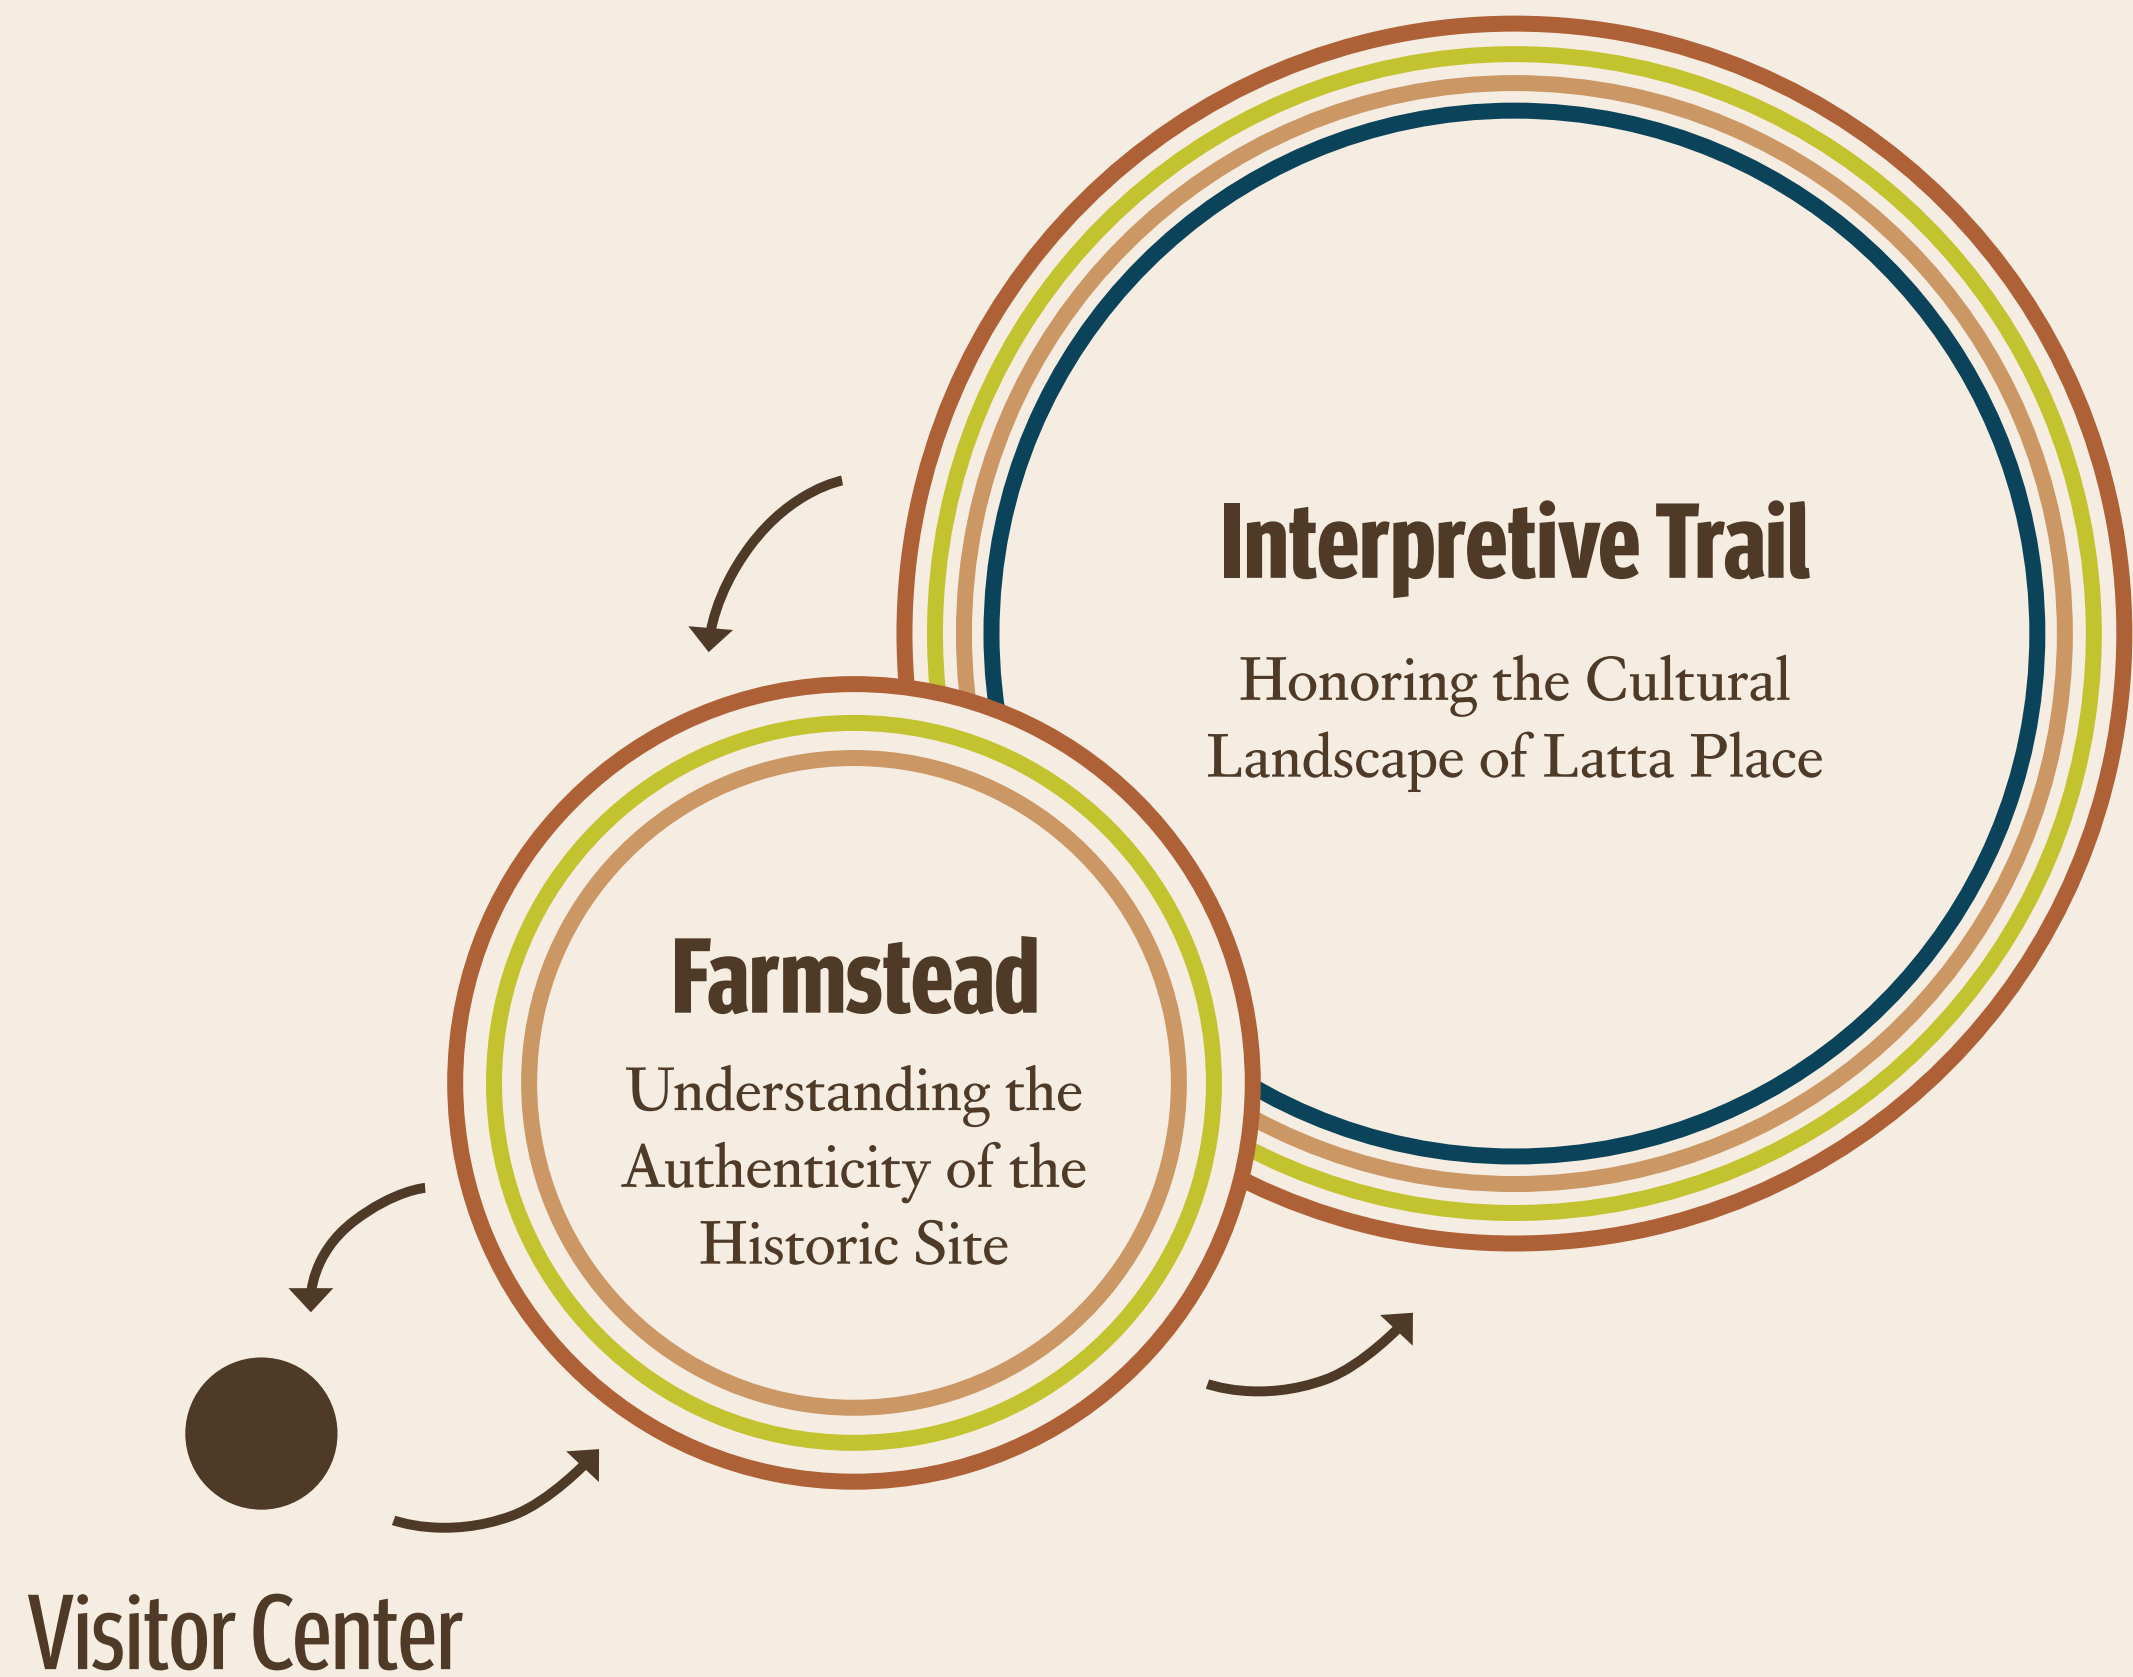 Interpretive Trail
Honoring the Cultural
Landscape of Latta Place
Farmstead
Understanding the
Authenticity of the
Historic Site
Visitor Center